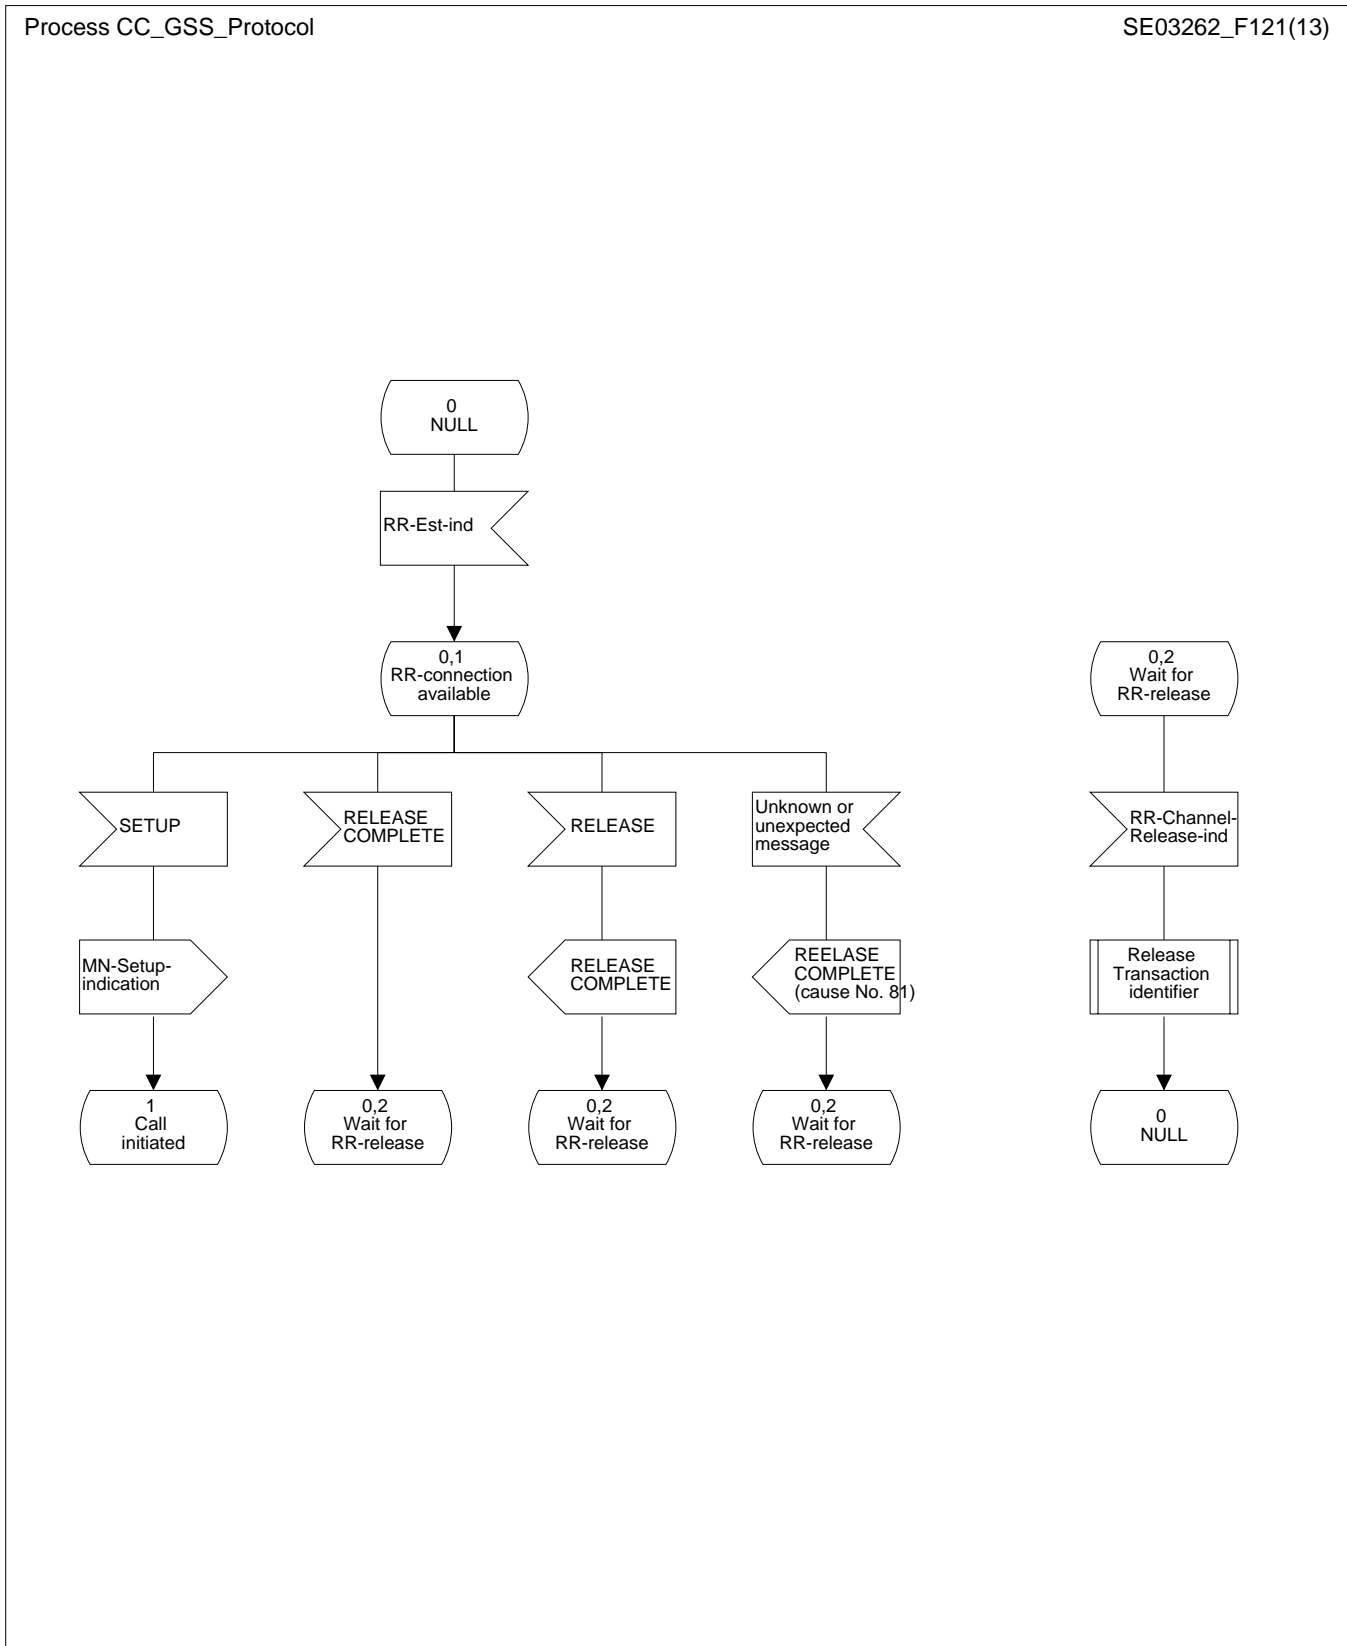 Process CC_GSS_Protocol
SE03262_F121(13)
0
NULL
RR-Est-ind
0,1
RR-connection
available
0,2
Wait for
RR-release
SETUP
RELEASE
COMPLETE
RELEASE
Unknown or
unexpected
message
RR-Channel-
Release-ind
MN-Setup-
indication
RELEASE
COMPLETE
REELASE
COMPLETE
(cause No. 81)
Release
Transaction
identifier
1
Call
initiated
0,2
Wait for
RR-release
0,2
Wait for
RR-release
0,2
Wait for
RR-release
0
NULL